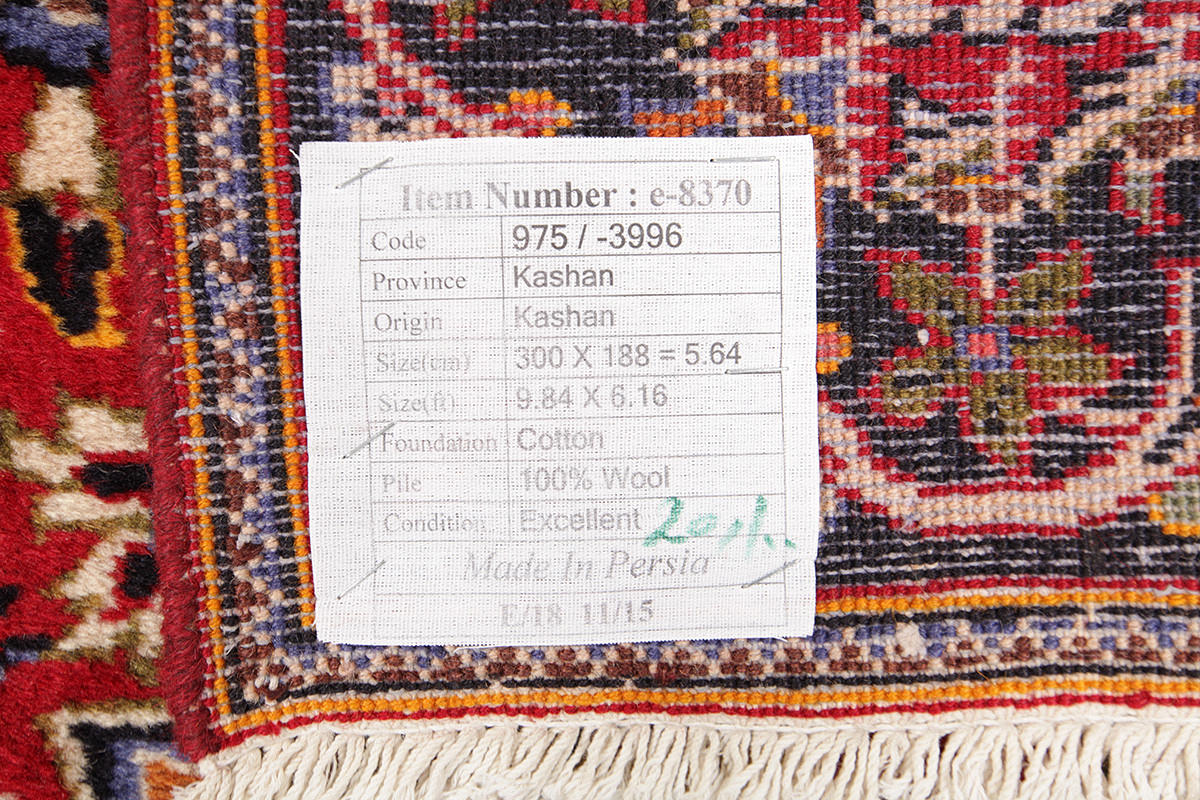 Item Number : e-8370
Code 975 / -3996
Province Kashan
Origin Kashan
Size(cm) 300 X 188 = 5.64
Size(ft) 9.84 X 6.16
Foundation Cotton
Pile 100% Wool
Condition Excellent
Made In Persia
E/18 11/15